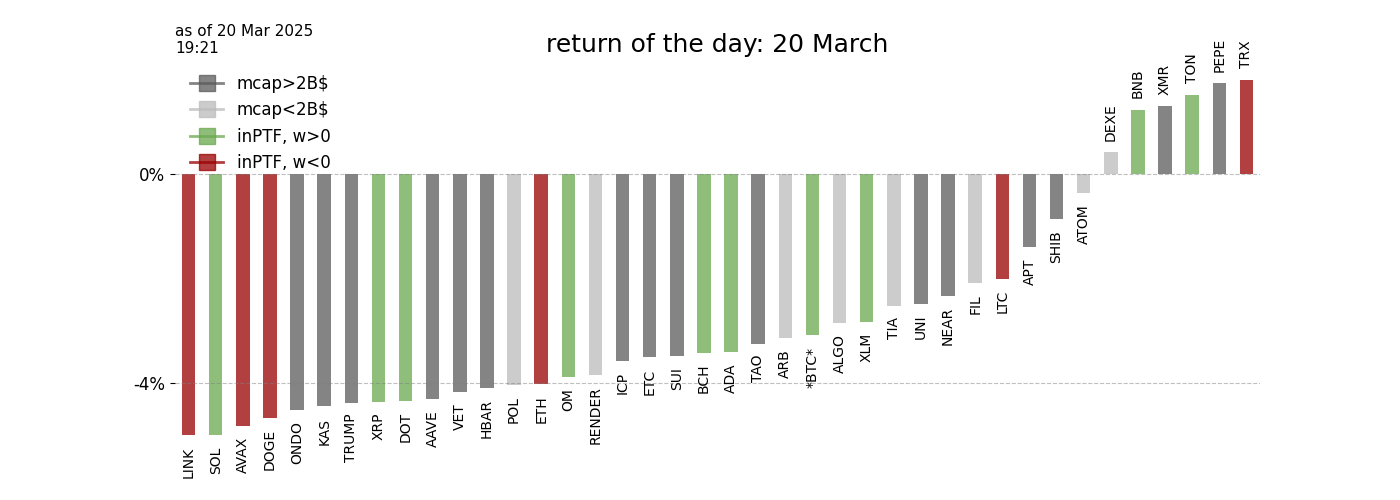 as of 20 Mar 2025
19:21
return of the day: 20 March
mcap>2B$
mcap<2B$
inPTF, w>0
inPTF, w<0
0%
-4%
LINK
SOL
AVAX
DOGE
ONDO
KAS
TRUMP
XRP
DOT
AAVE
VET
HBAR
POL
ETH
OM
RENDER
ICP
ETC
SUI
BCH
ADA
TAO
ARB
*BTC*
ALGO
XLM
TIA
UNI
NEAR
FIL
LTC
APT
SHIB
ATOM
DEXE
BNB
XMR
TON
PEPE
TRX